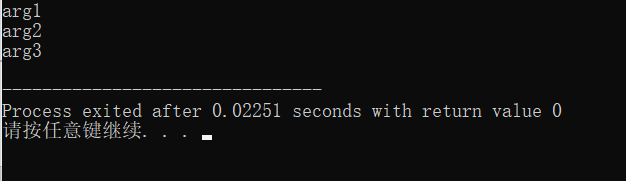 arg1
arg2
arg3
--------------------------------
Process exited after 0.02251 seconds with return value 0
请按任意键继续. . .